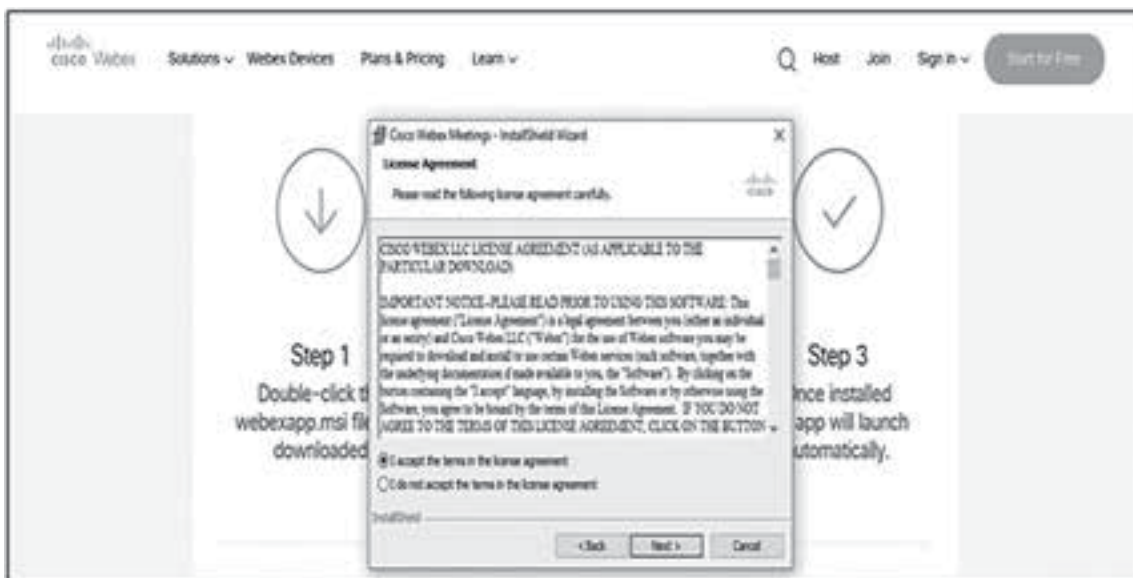 cisco Webex Solutions Webex Devices Plans & Pricing Learn Host Join Sign in Start for Free
Cisco Webex Meetings - InstallShield Wizard X
License Agreement
Please read the following license agreement carefully.
cisco
CISCO WEBEX LLC LICENSE AGREEMENT (AS APPLICABLE TO THE
PARTICULAR DOWNLOAD)
IMPORTANT NOTICE--PLEASE READ PRIOR TO USING THIS SOFTWARE: This
license agreement ("License Agreement") is a legal agreement between you (either an individual
or an entity) and Cisco Webex LLC ("Webex") for the use of Webex software you may be
required to download and install to use certain Webex services (such software, together with
the underlying documentation if made available to you, the "Software"). By clicking on the
button containing the "I accept" language, by installing the Software or by otherwise using the
Software, you agree to be bound by the terms of this License Agreement. IF YOU DO NOT
AGREE TO THE TERMS OF THIS LICENSE AGREEMENT, CLICK ON THE BUTTON
I accept the terms in the license agreement
I do not accept the terms in the license agreement
InstallShield
< Back Next > Cancel
Step 1
Double-click
webexapp.msi
downloaded
Step 3
installed
app will launch